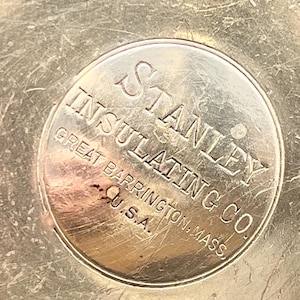 STANLEY
INSULATING CO.
GREAT BARRINGTON, MASS.
U.S.A.